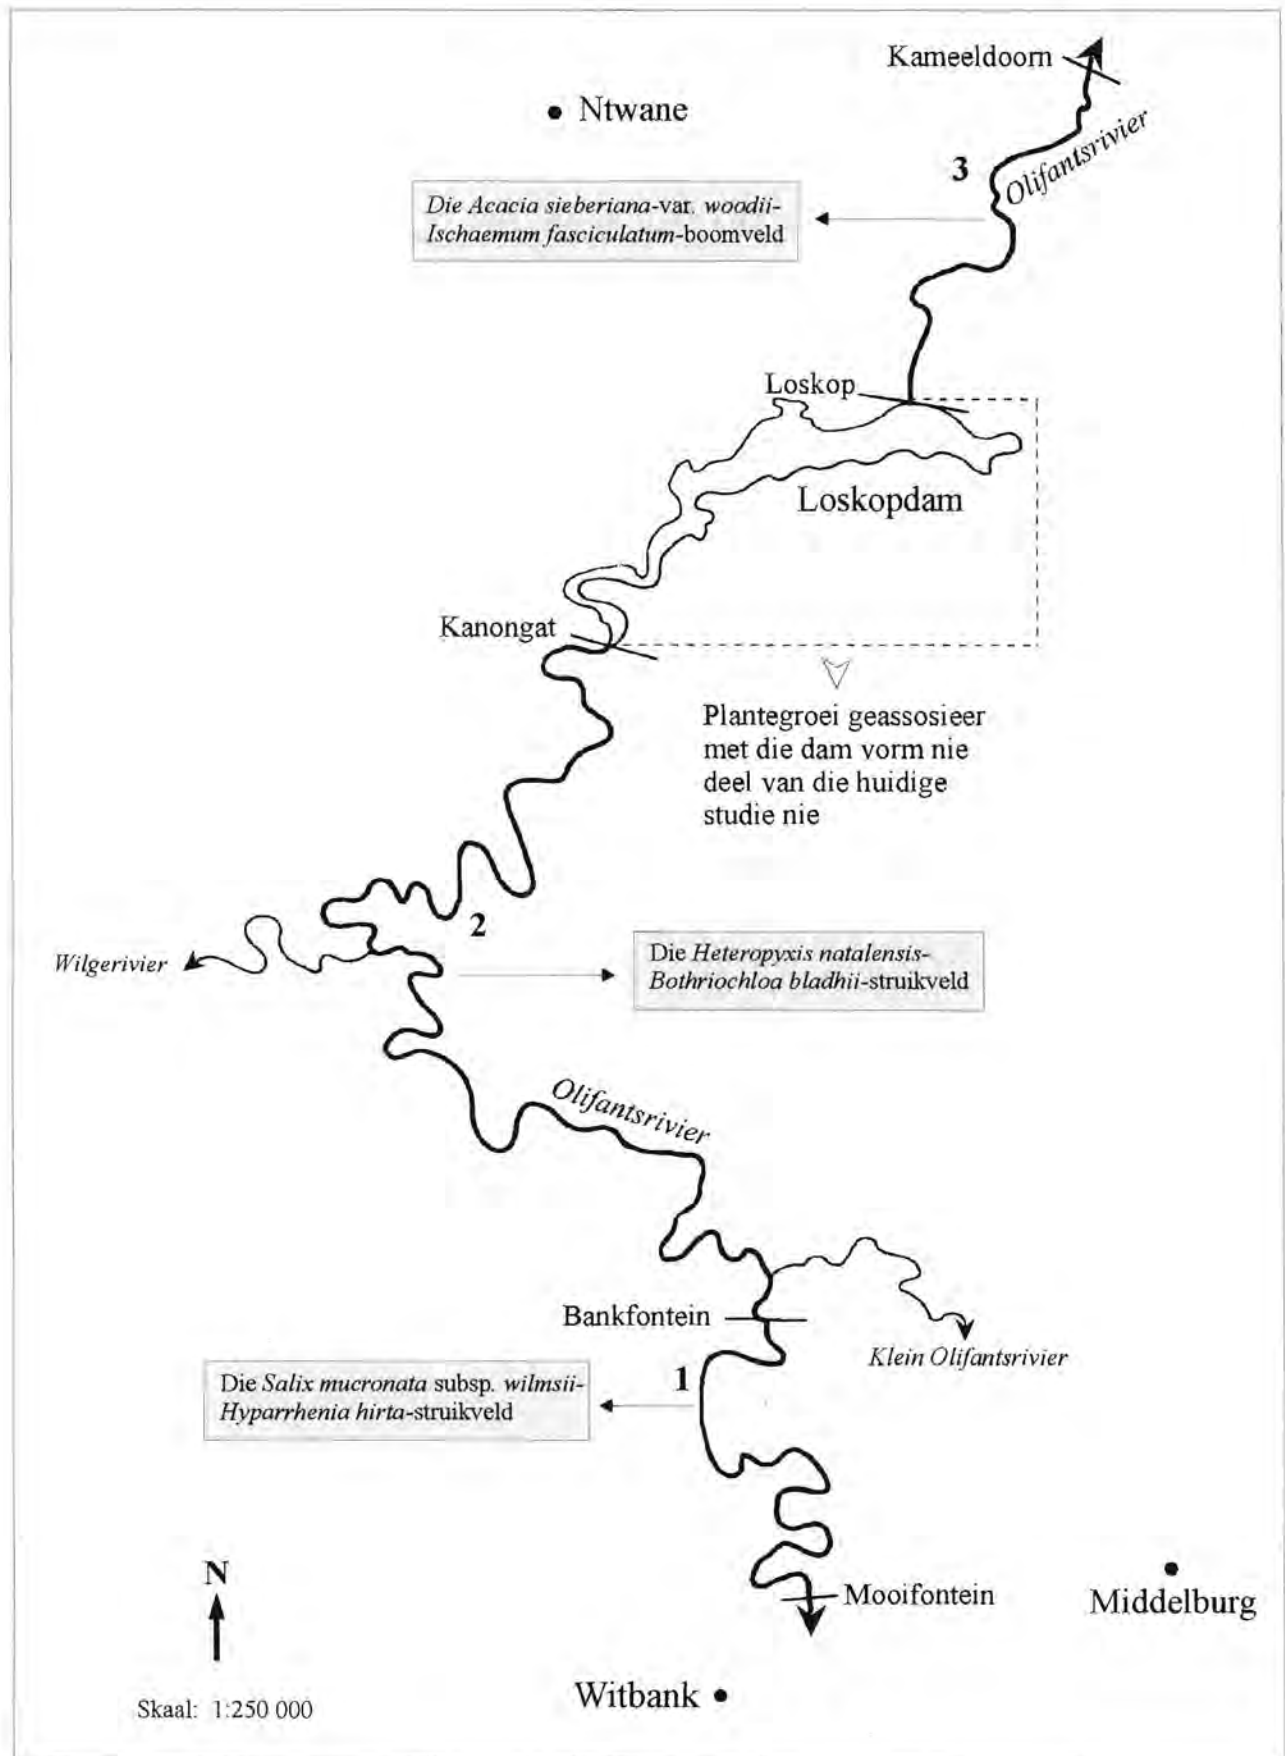 Kameeldoorn
Ntwane
3
Olifantsrivier
Die Acacia sieberiana-var. woodii-
Ischaemum fasciculatum-boomveld
Loskop
Loskopdam
Kanongat
Plantegroei geassosieer
met die dam vorm nie
deel van die huidige
studie nie
2
Wilgerivier
Die Heteropyxis natalensis-
Bothriochloa bladhii-struikveld
Olifantsrivier
Bankfontein
Klein Olifantsrivier
1
Die Salix mucronata subsp. wilmsii-
Hyparrhenia hirta-struikveld
N
Mooifontein
Middelburg
Witbank
Skaal: 1:250 000